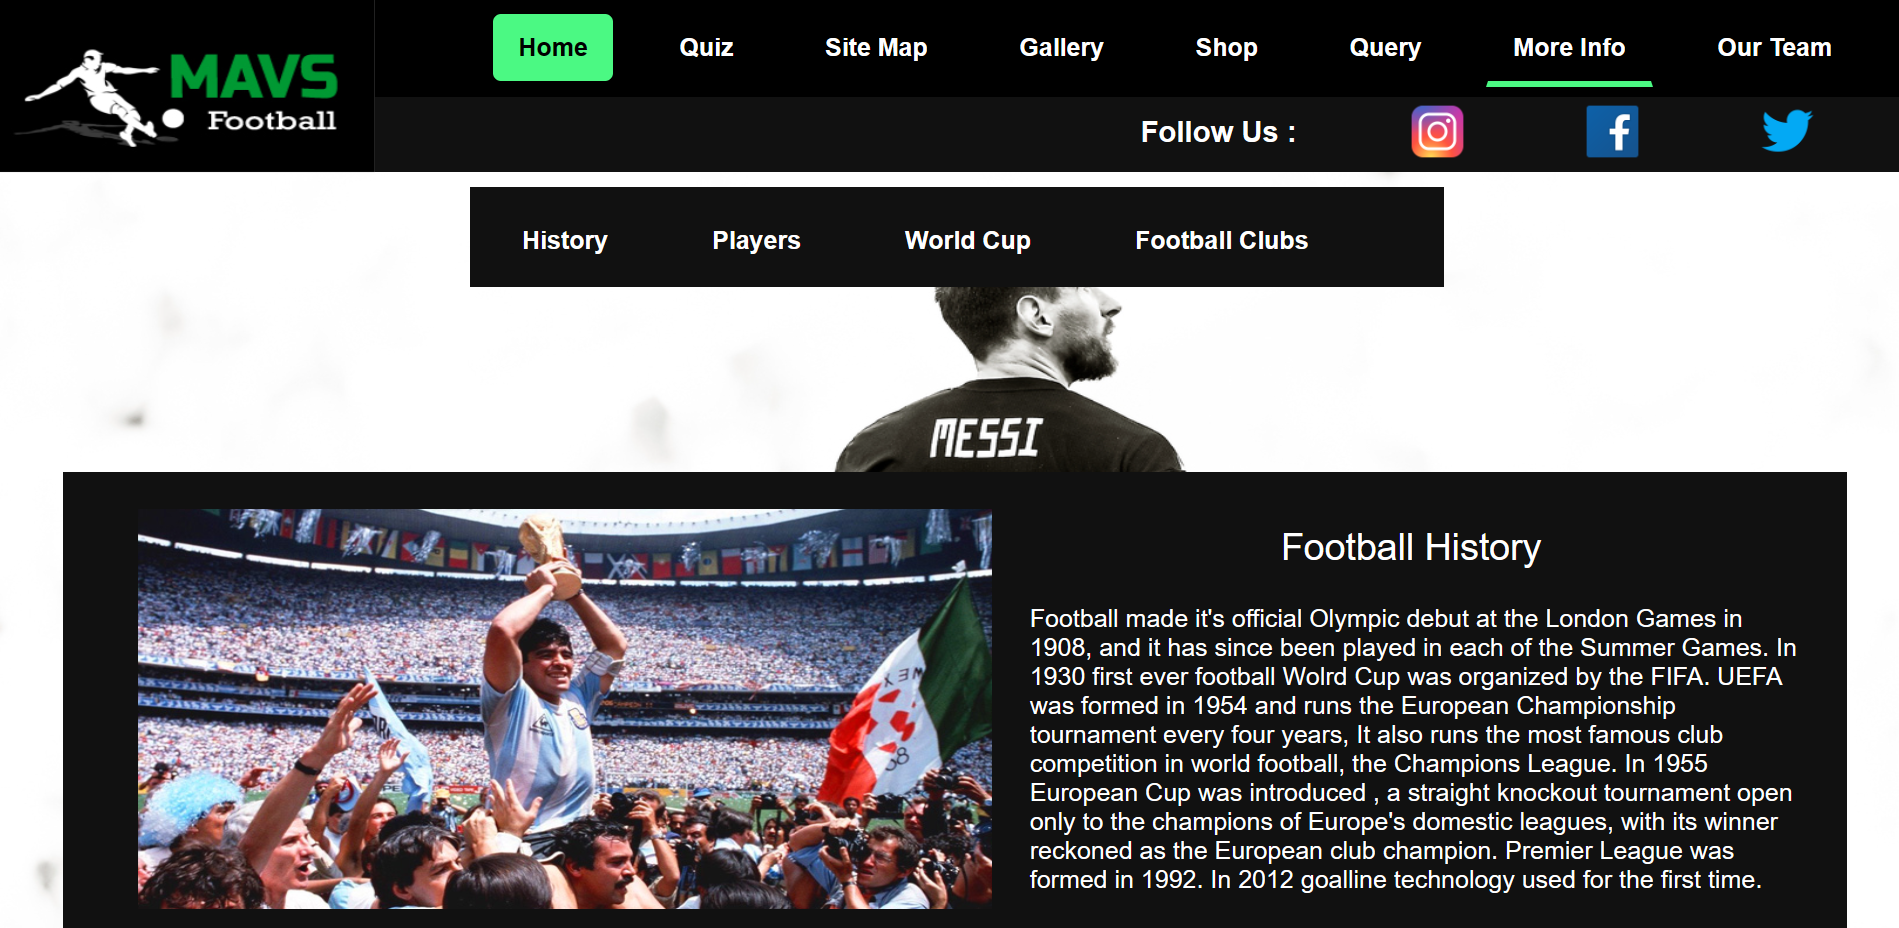 MAVS
Football
Home
Quiz
Site Map
Gallery
Shop
Query
More Info
Our Team
Follow Us :
History
Players
World Cup
Football Clubs
MESSI
Football History
Football made it's official Olympic debut at the London Games in
1908, and it has since been played in each of the Summer Games. In
1930 first ever football Wolrd Cup was organized by the FIFA. UEFA
was formed in 1954 and runs the European Championship
tournament every four years, It also runs the most famous club
competition in world football, the Champions League. In 1955
European Cup was introduced , a straight knockout tournament open
only to the champions of Europe's domestic leagues, with its winner
reckoned as the European club champion. Premier League was
formed in 1992. In 2012 goalline technology used for the first time.